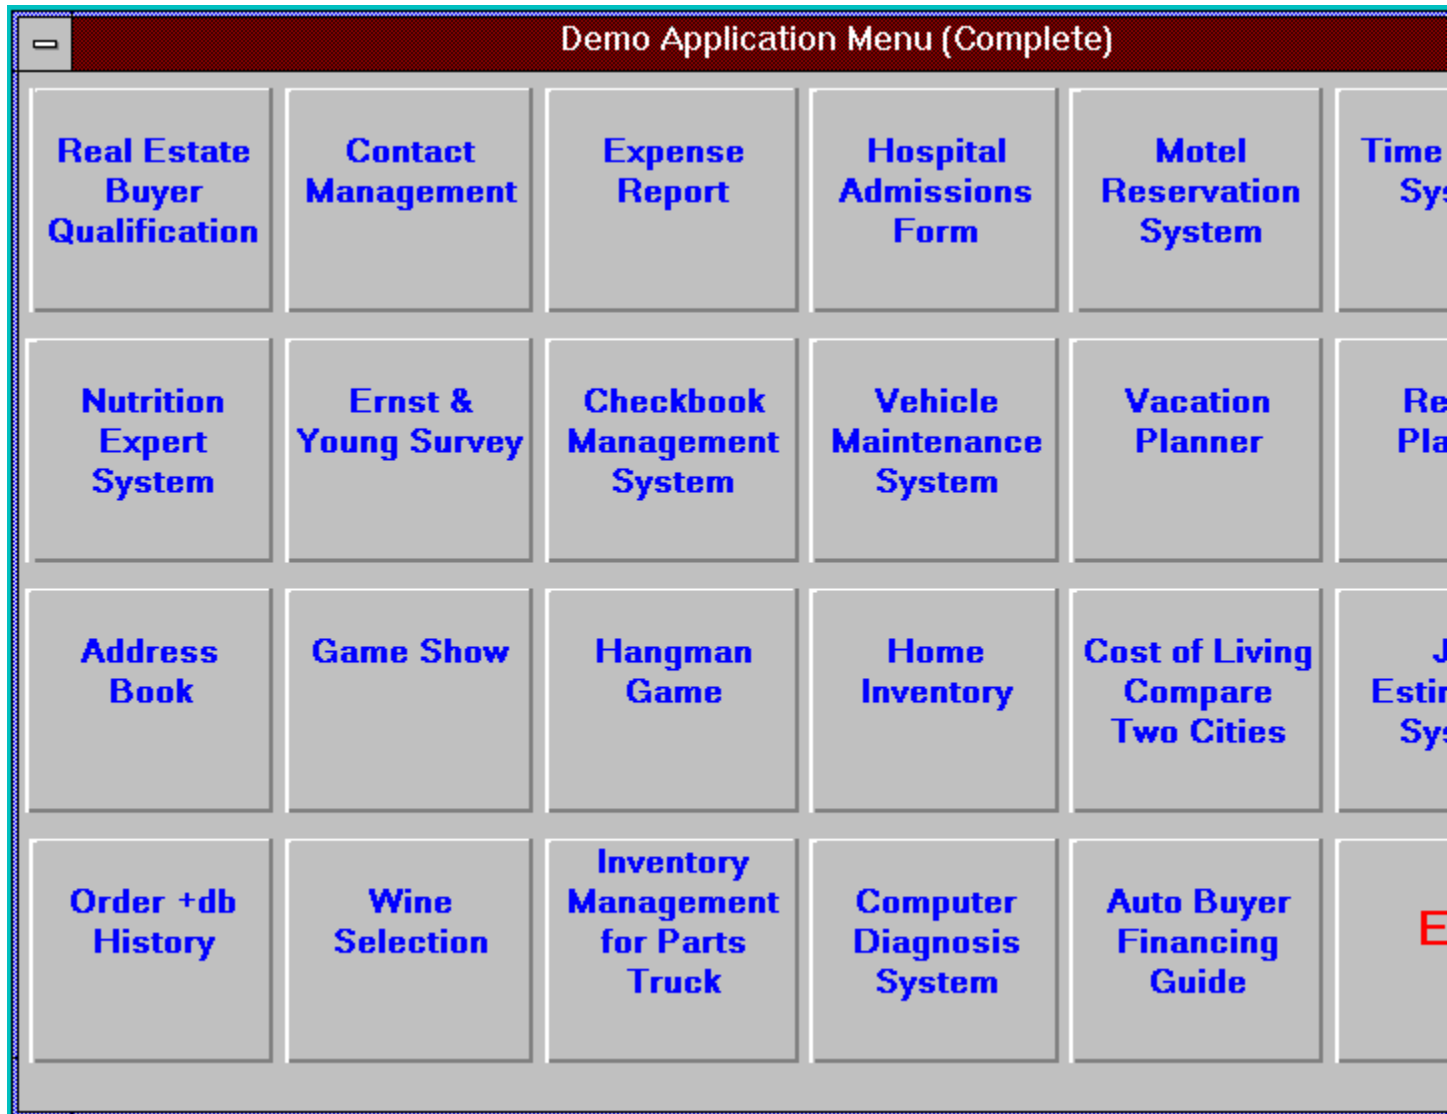 Demo Application Menu (Complete)
Real Estate
Buyer
Qualification
Contact
Management
Expense
Report
Hospital
Admissions
Form
Motel
Reservation
System
Time
Nutrition
Expert
System
Ernst &
Young Survey
Checkbook
Management
System
Vehicle
Maintenance
System
Vacation
Planner
Address
Book
Game Show
Hangman
Game
Home
Inventory
Cost of Living
Compare
Two Cities
Order +db
History
Wine
Selection
Inventory
Management
for Parts
Truck
Computer
Diagnosis
System
Auto Buyer
Financing
Guide